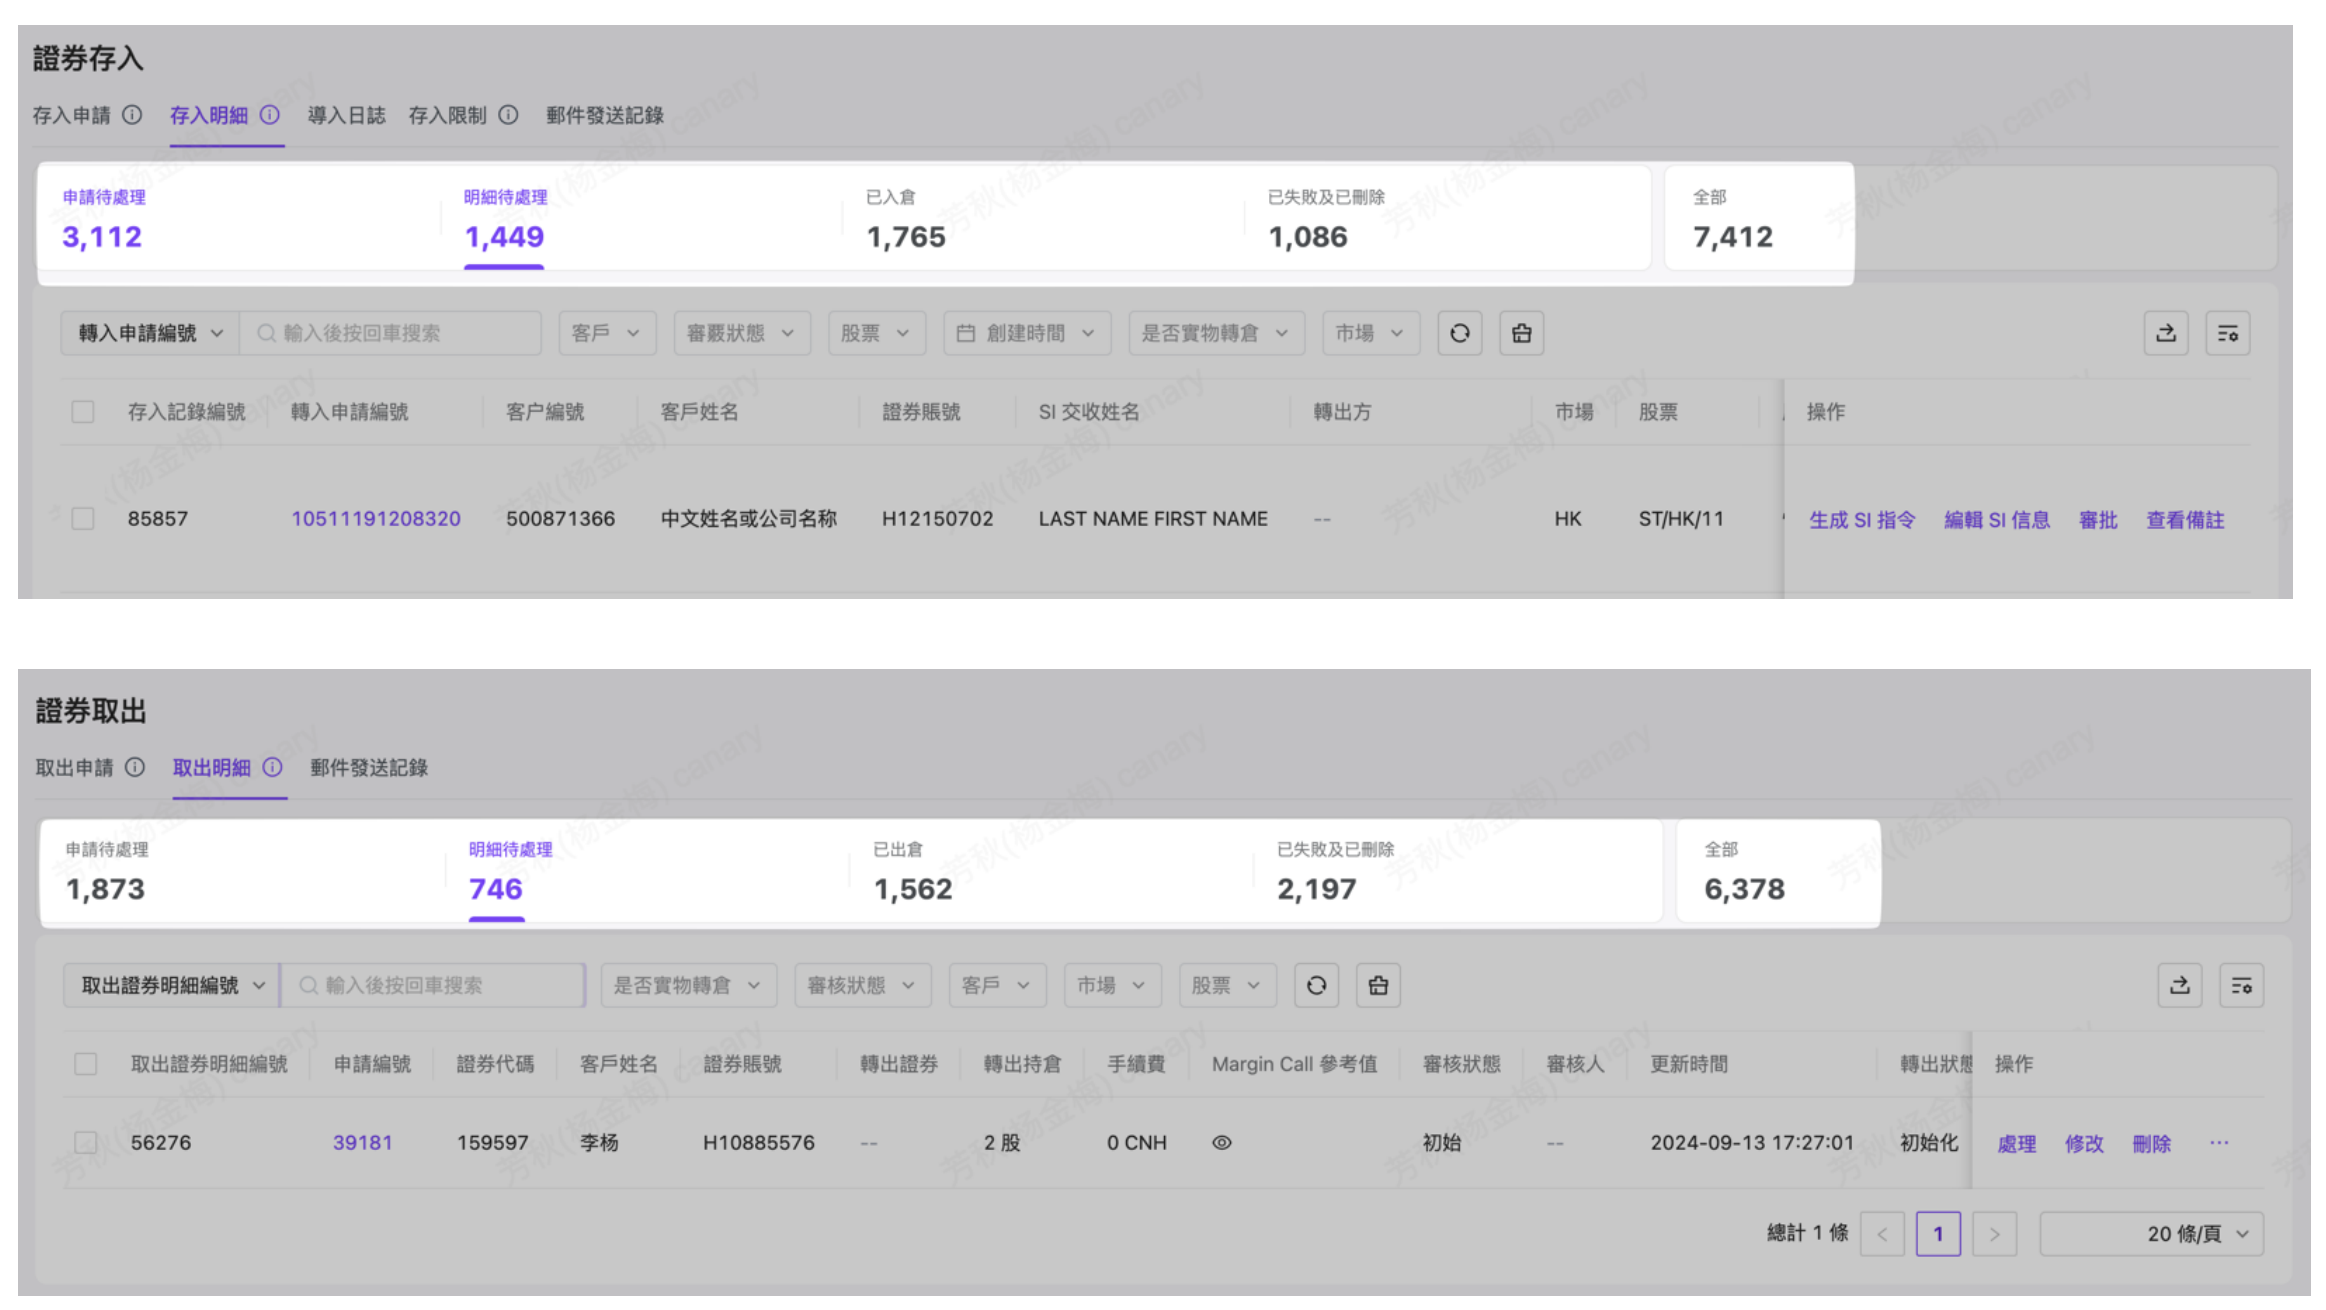 證券存入
存入申請 存入明細 導入日誌 存入限制 郵件發送記錄
申請待處理 明細待處理 已入倉 已失敗及已刪除 全部
3,112 1,449 1,765 1,086 7,412
轉入申請編號 輸入後按回車搜索 客戶 審覈狀態 股票 創建時間 是否實物轉倉 市場
存入記錄編號 轉入申請編號 客户編號 客戶姓名 證券賬號 SI 交收姓名 轉出方 市場 股票 操作
85857 10511191208320 500871366 中文姓名或公司名称 H12150702 LAST NAME FIRST NAME -- HK ST/HK/11 生成 SI 指令 編輯 SI 信息 審批 查看備註
證券取出
取出申請 取出明細 郵件發送記錄
申請待處理 明細待處理 已出倉 已失敗及已刪除 全部
1,873 746 1,562 2,197 6,378
取出證券明細編號 輸入後按回車搜索 是否實物轉倉 審核狀態 客戶 市場 股票
取出證券明細編號 申請編號 證券代碼 客戶姓名 證券賬號 轉出證券 轉出持倉 手續費 Margin Call 參考值 審核狀態 審核人 更新時間 轉出狀態 操作
56276 39181 159597 李杨 H10885576 -- 2 股 0 CNH 初始 -- 2024-09-13 17:27:01 初始化 處理 修改 刪除 ...
總計 1 條 < 1 > 20 條/頁
芳秋(杨金梅) canary